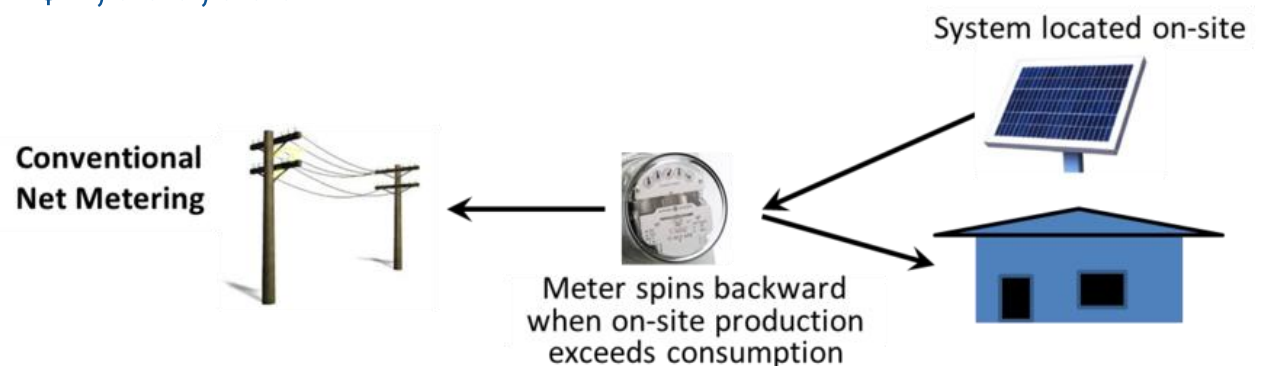 System located on-site
Conventional
Net Metering
Meter spins backward
when on-site production
exceeds consumption